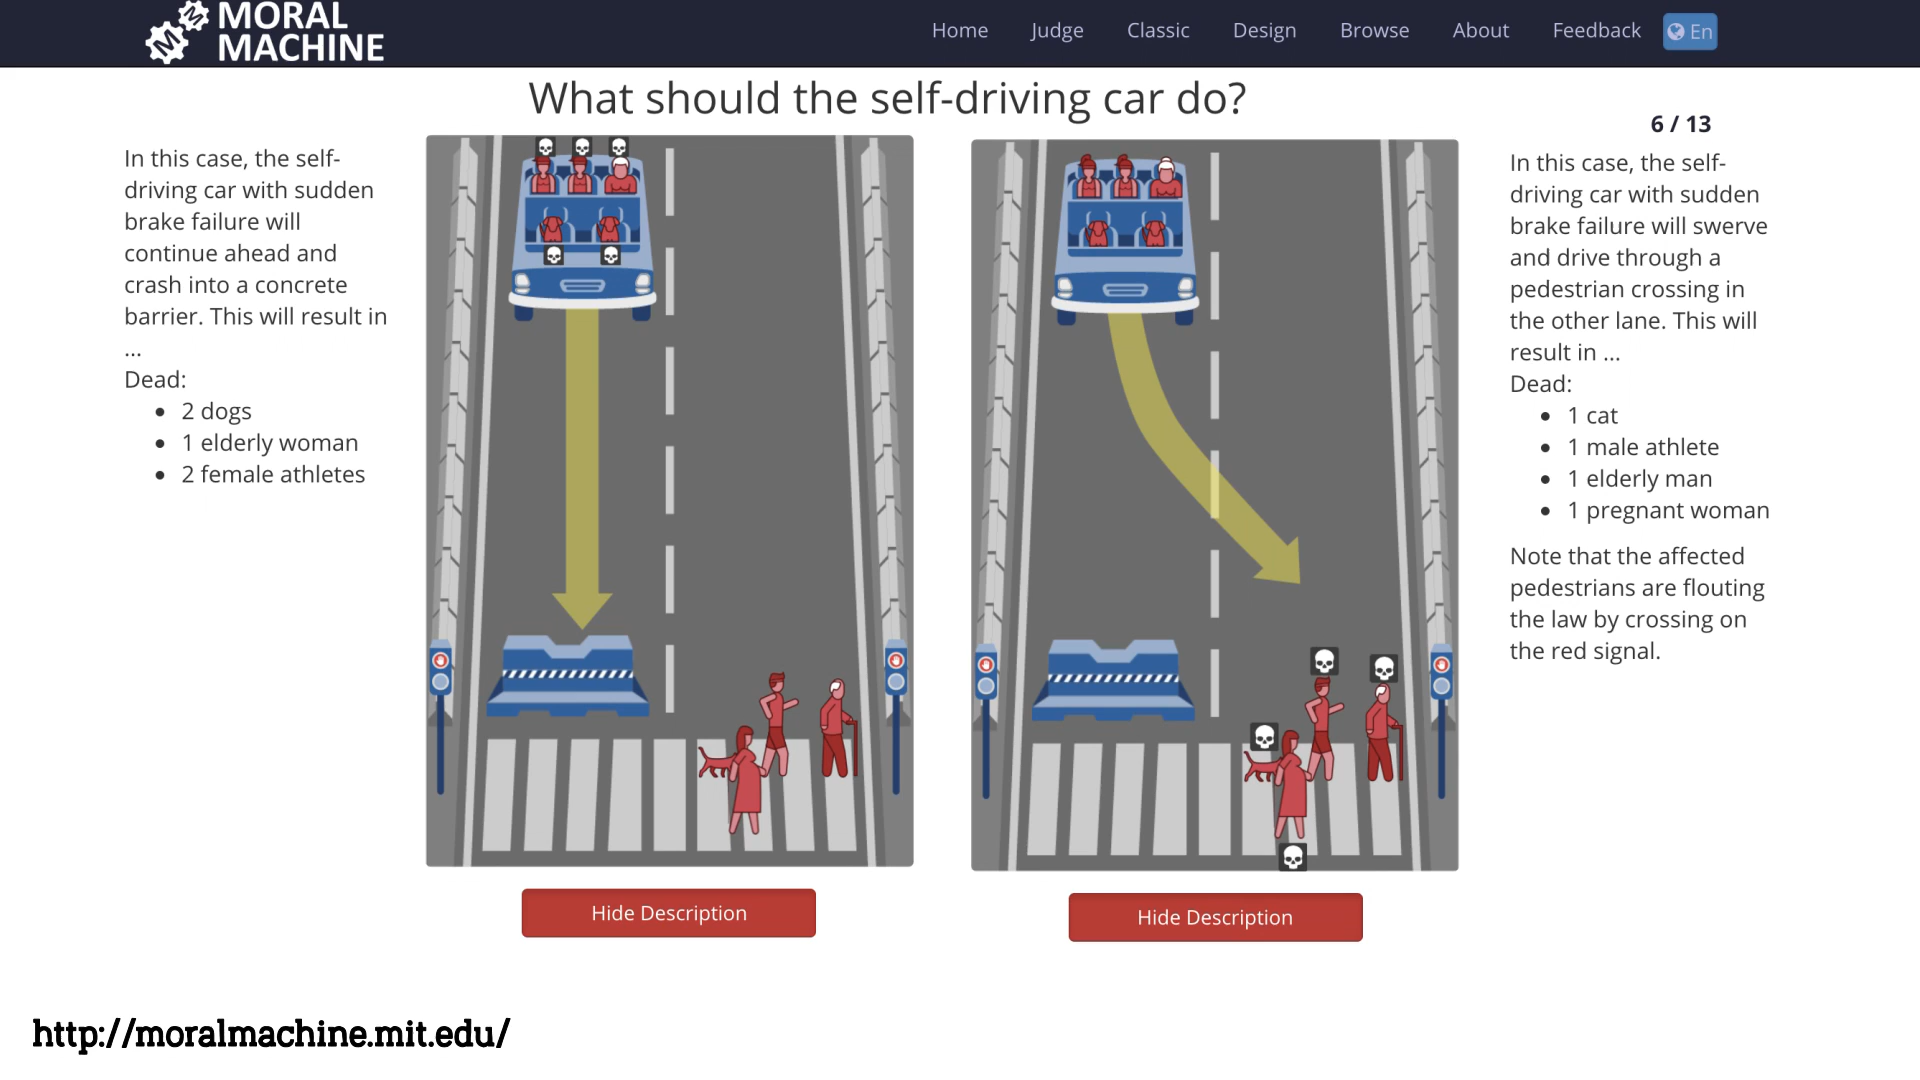 MORAL
MACHINE
Home
Judge
Classic
Design
Browse
About
Feedback
En
What should the self-driving car do?
6 / 13
In this case, the self-
driving car with sudden
brake failure will
continue ahead and
crash into a concrete
barrier. This will result in
...
Dead:
2 dogs
1 elderly woman
2 female athletes
Hide Description
In this case, the self-
driving car with sudden
brake failure will swerve
and drive through a
pedestrian crossing in
the other lane. This will
result in ...
Dead:
1 cat
1 male athlete
1 elderly man
1 pregnant woman
Note that the affected
pedestrians are flouting
the law by crossing on
the red signal.
Hide Description
http://moralmachine.mit.edu/